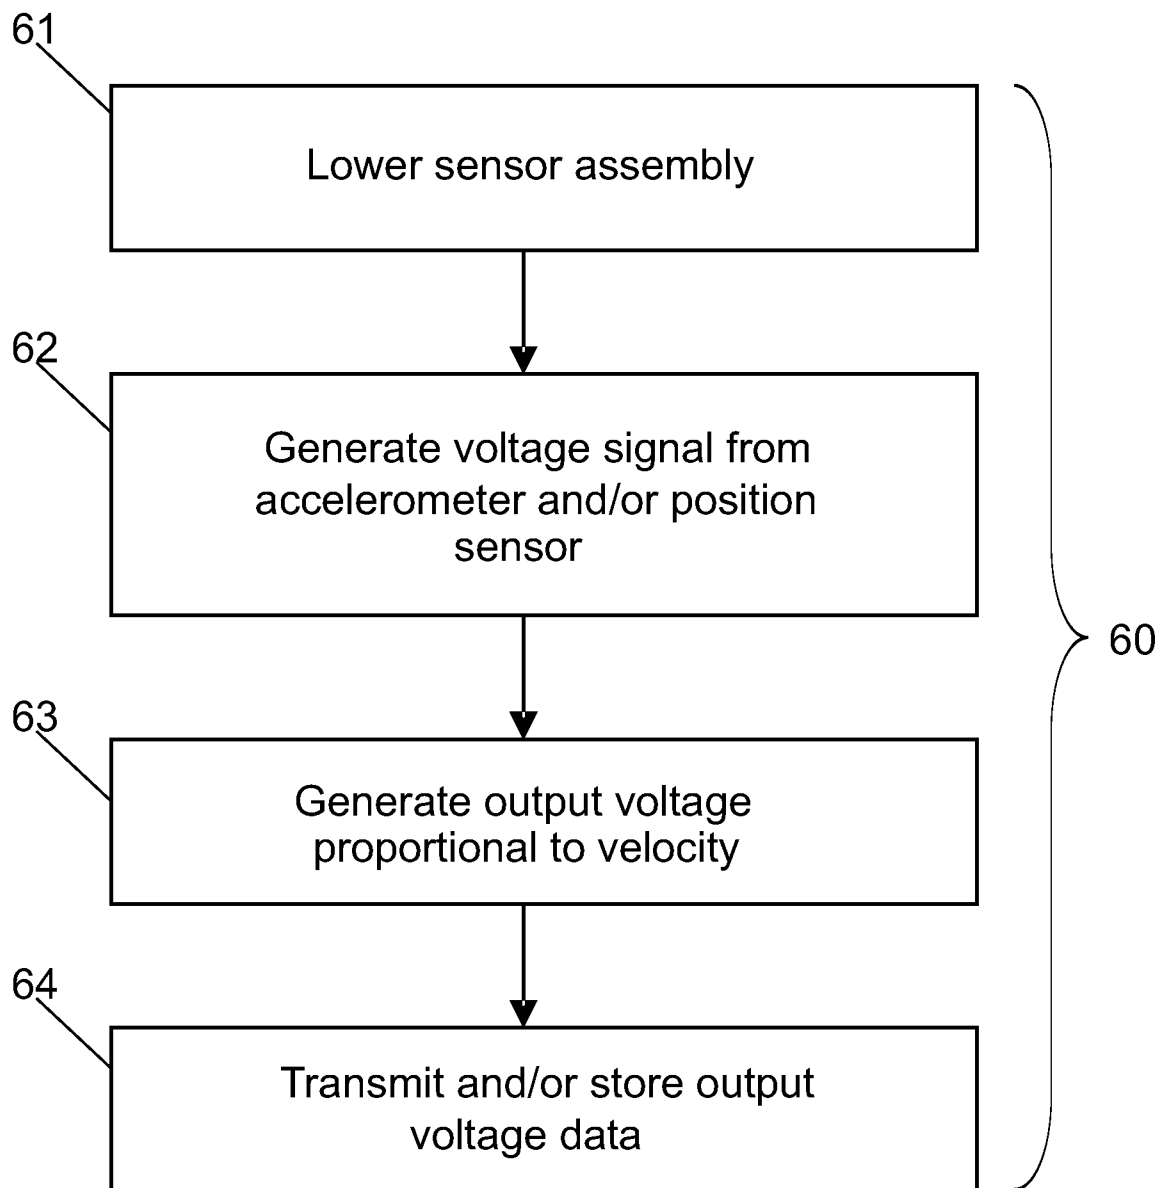 61
Lower sensor assembly
62
Generate voltage signal from
accelerometer and/or position
sensor
60
63
Generate output voltage
proportional to velocity
64
Transmit and/or store output
voltage data